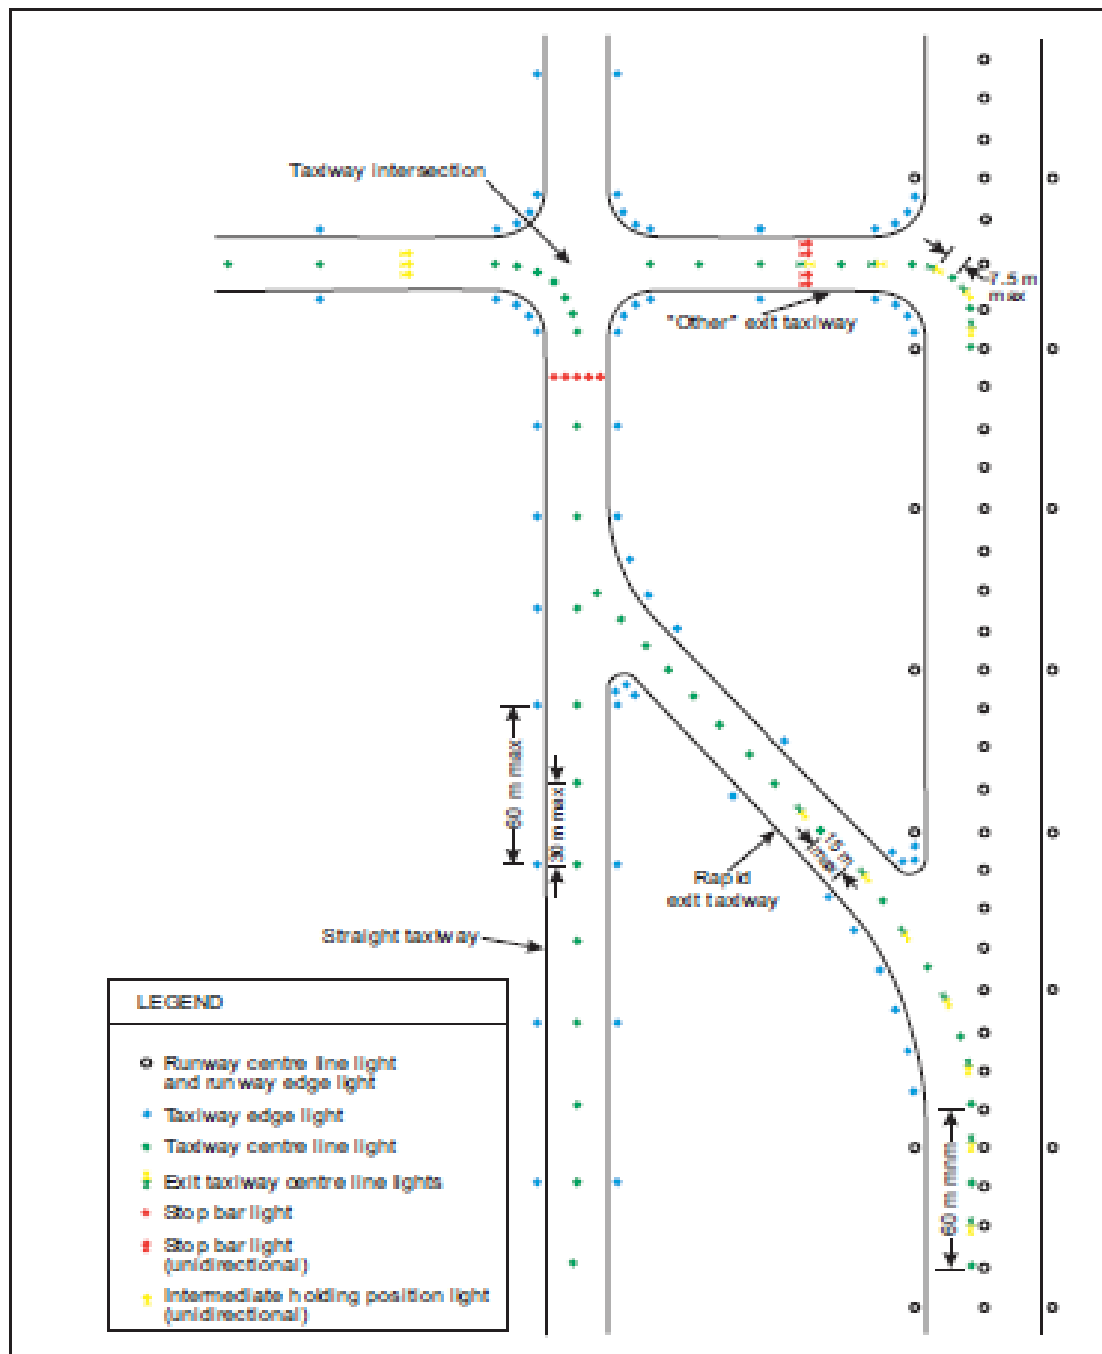 Taxiway intersection
7.5 m
max
"Other" exit taxiway
60 m max
30 m max
15 m
max
Rapid
exit taxiway
Straight taxiway
LEGEND
Runway centre line light
and runway edge light
Taxiway edge light
Taxiway centre line light
Exit taxiway centre line lights
Stop bar light
Stop bar light
(unidirectional)
Intermediate holding position light
(unidirectional)
60 m mnm